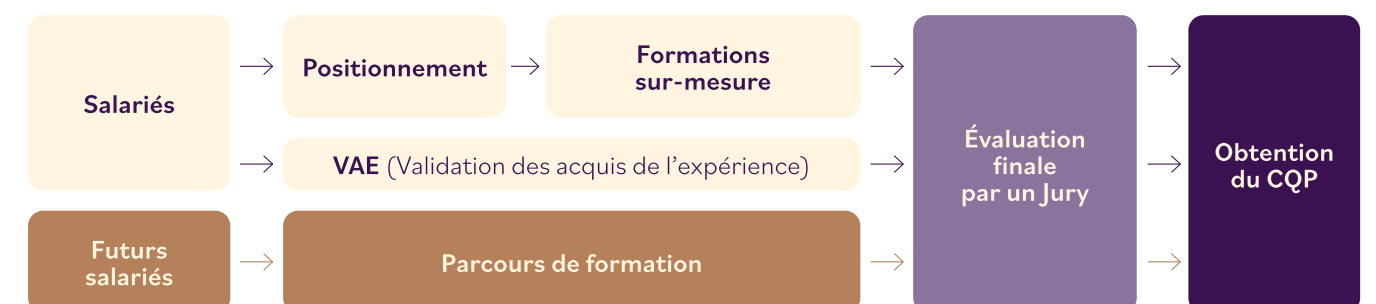 Salariés
Positionnement
Formations
sur-mesure
VAE (Validation des acquis de l’expérience)
Futurs
salariés
Parcours de formation
Évaluation
finale
par un Jury
Obtention
du CQP